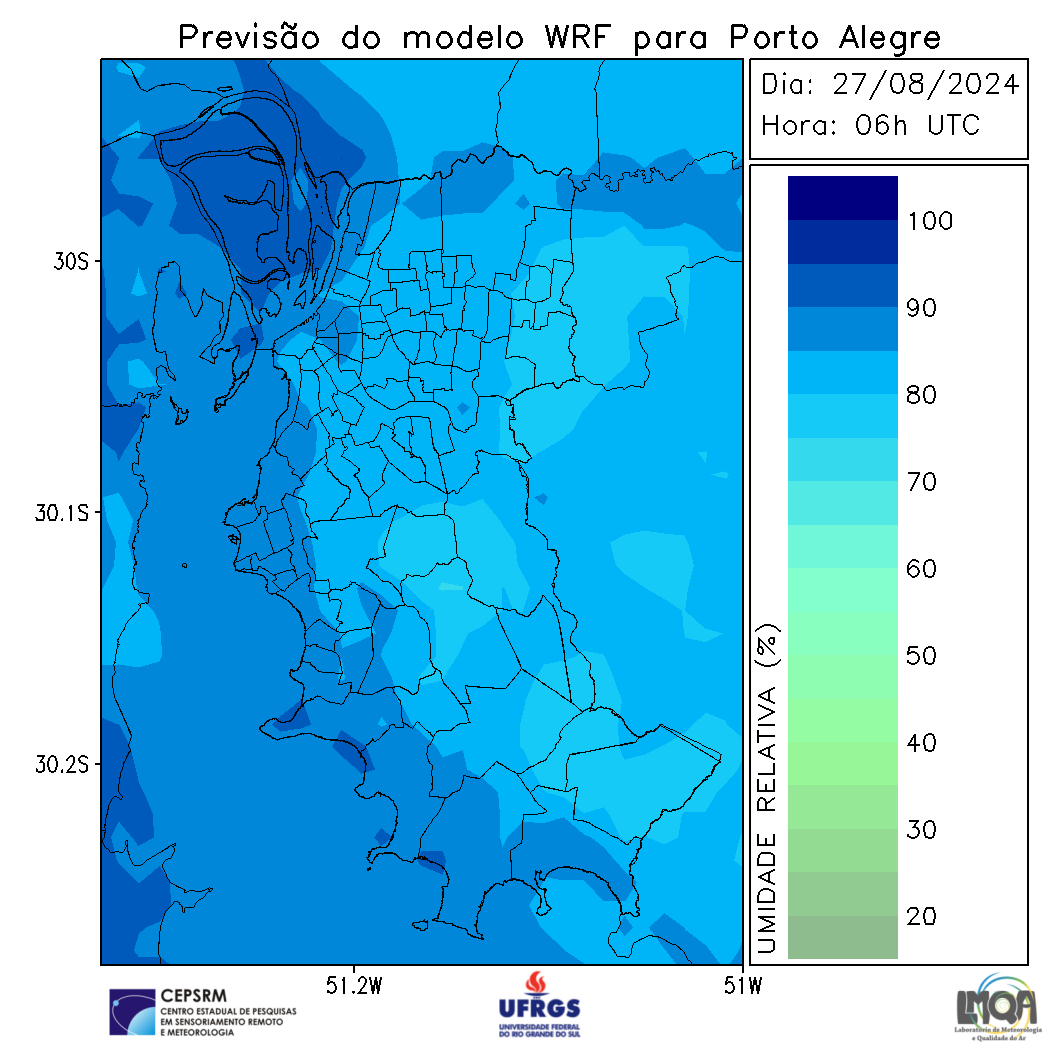 Previsão do modelo WRF para Porto Alegre
Dia: 27/08/2024
Hora: 06h UTC
100
90
80
70
60
50
40
30
20
UMIDADE RELATIVA (%)
30S
30.1S
30.2S
51.2W
51W
CEPSRM
CENTRO ESTADUAL DE PESQUISAS
EM SENSORIAMENTO REMOTO
E METEOROLOGIA
UFRGS
UNIVERSIDADE FEDERAL
DO RIO GRANDE DO SUL
LMQA
Laboratório de Meteorologia
e Qualidade do Ar